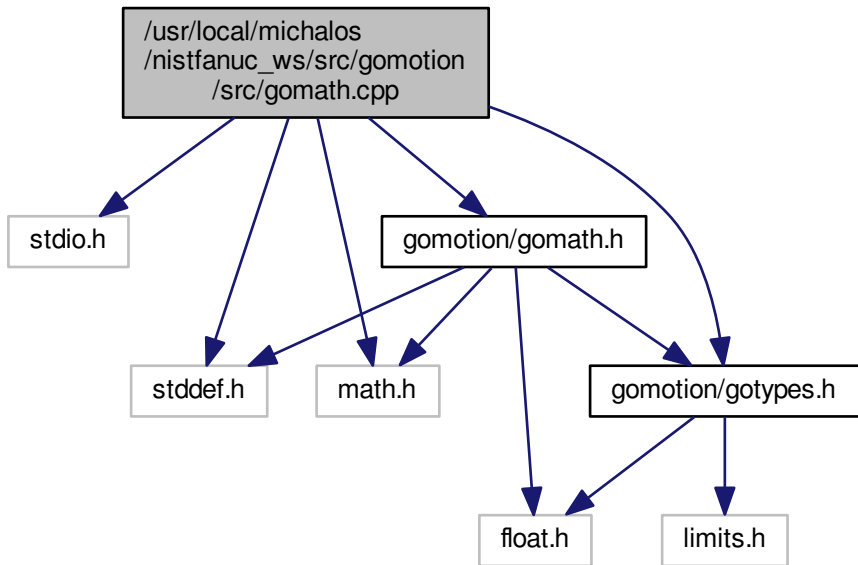 /usr/local/michalos
/nistfanuc_ws/src/gomotion
/src/gomath.cpp
stdio.h
gomotion/gomath.h
stddef.h
math.h
gomotion/gotypes.h
float.h
limits.h